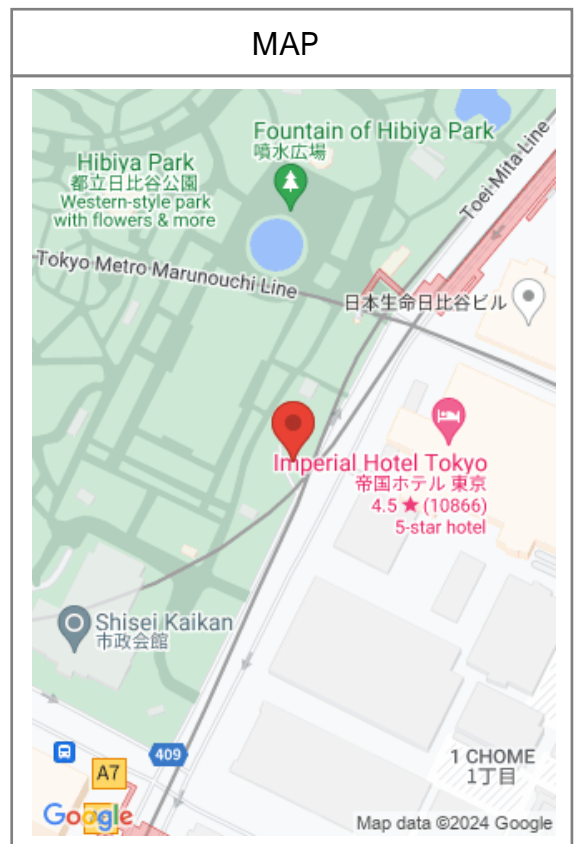 MAP
Fountain of Hibiya Park
噴水広場
Hibiya Park
都立日比谷公園
Western-style park
with flowers & more
Toei Mita Line
Tokyo Metro Marunouchi Line
日本生命日比谷ビル
Imperial Hotel Tokyo
帝国ホテル 東京
4.5 ★ (10866)
5-star hotel
Shisei Kaikan
市政会館
409
A7
1 CHOME
1丁目
Google
Map data ©2024 Google